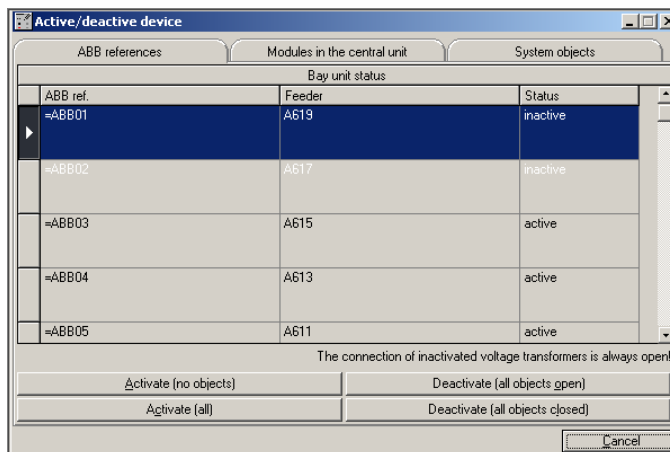 Active/deactive device
ABB references Modules in the central unit System objects
Bay unit status
ABB ref. Feeder Status
=ABB01 A619 inactive
=ABB02 A617 inactive
=ABB03 A615 active
=ABB04 A613 active
=ABB05 A611 active
The connection of inactivated voltage transformers is always open!
Activate (no objects) Deactivate (all objects open)
Activate (all) Deactivate (all objects closed)
Cancel